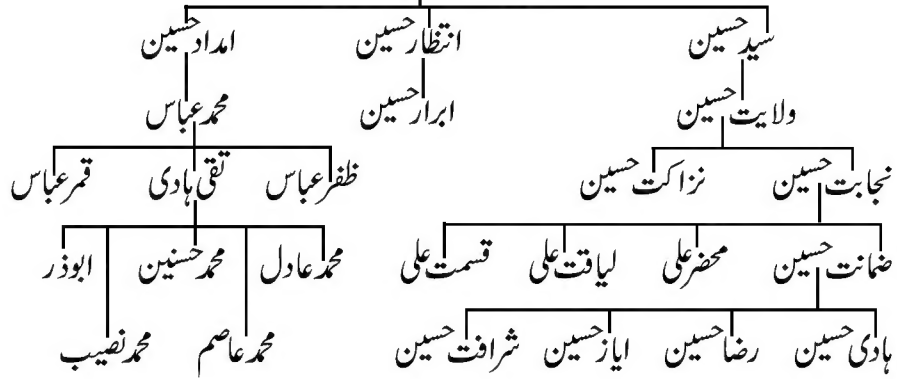 سید حسین انتظار حسین امداد حسین
ولایت حسین ابرار حسین محمد عباس
نجابت حسین نزاکت حسین ظفر عباس تقی ہادی قمر عباس
ضمانت حسین محضر علی لیاقت علی قسمت علی محمد عادل محمد حسنین ابوذر
ہادی حسین رضا حسین ایاز حسین شرافت حسین محمد عاصم محمد نصیب